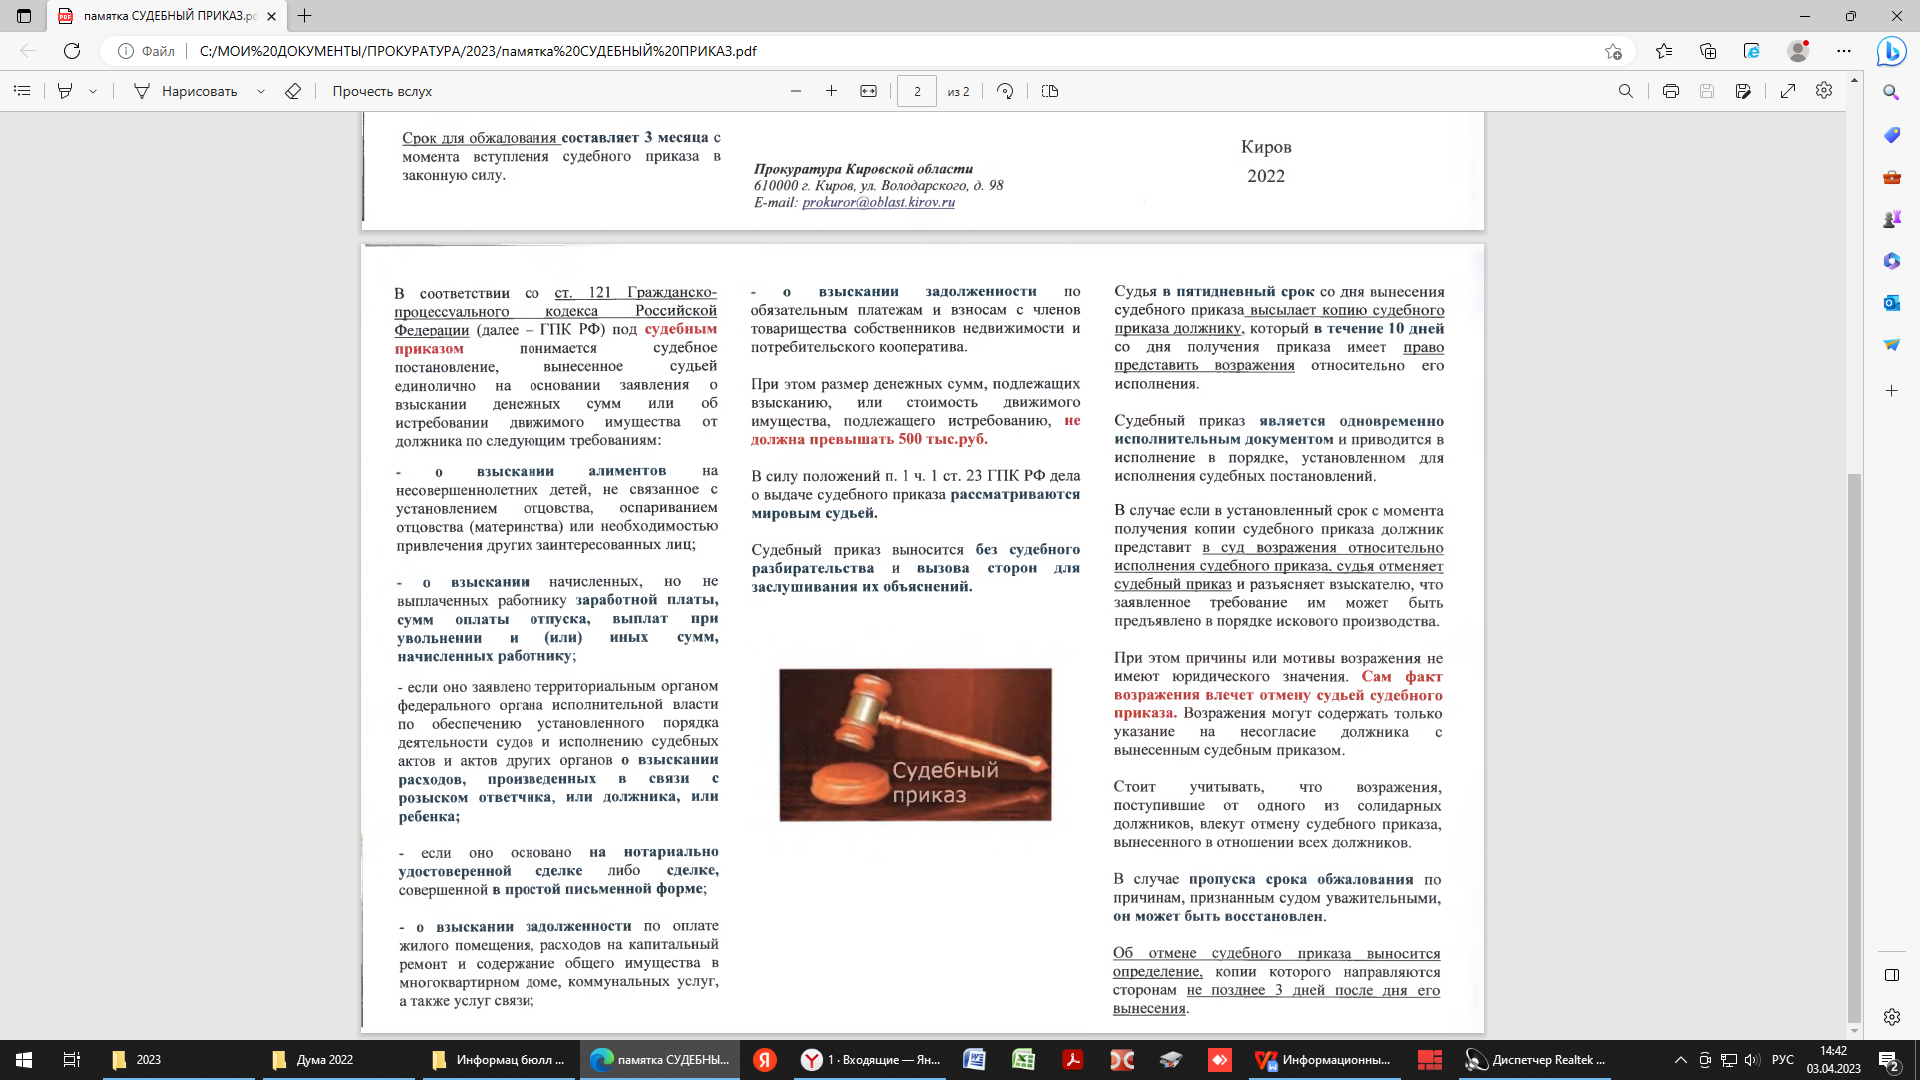 памятка СУДЕБНЫЙ ПРИКАЗ.pd
Файл
C:/МОИ%20ДОКУМЕНТЫ/ПРОКУРАТУРА/2023/памятка%20СУДЕБНЫЙ%20ПРИКАЗ.pdf
Нарисовать
Прочесть вслух
2
из 2
Срок для обжалования составляет 3 месяца с
момента вступления судебного приказа в
законную силу.
Прокуратура Кировской области
610000 г. Киров, ул. Володарского, д. 98
E-mail: prokuror@oblast.kirov.ru
Киров
2022
В соответствии со ст. 121 Гражданско-
процессуального кодекса Российской
Федерации (далее – ГПК РФ) под судебным
приказом понимается судебное
постановление, вынесенное судьей
единолично на основании заявления о
взыскании денежных сумм или об
истребовании движимого имущества от
должника по следующим требованиям:
- о взыскании алиментов на
несовершеннолетних детей, не связанное с
установлением отцовства, оспариванием
отцовства (материнства) или необходимостью
привлечения других заинтересованных лиц;
- о взыскании начисленных, но не
выплаченных работнику заработной платы,
сумм оплаты отпуска, выплат при
увольнении и (или) иных сумм,
начисленных работнику;
- если оно заявлено территориальным органом
федерального органа исполнительной власти
по обеспечению установленного порядка
деятельности судов и исполнению судебных
актов и актов других органов о взыскании
расходов, произведенных в связи с
розыском ответчика, или должника, или
ребенка;
- если оно основано на нотариально
удостоверенной сделке либо сделке,
совершенной в простой письменной форме;
- о взыскании задолженности по оплате
жилого помещения, расходов на капитальный
ремонт и содержание общего имущества в
многоквартирном доме, коммунальных услуг,
а также услуг связи;
- о взыскании задолженности по
обязательным платежам и взносам с членов
товарищества собственников недвижимости и
потребительского кооператива.
При этом размер денежных сумм, подлежащих
взысканию, или стоимость движимого
имущества, подлежащего истребованию, не
должна превышать 500 тыс.руб.
В силу положений п. 1 ч. 1 ст. 23 ГПК РФ дела
о выдаче судебного приказа рассматриваются
мировым судьей.
Судебный приказ выносится без судебного
разбирательства и вызова сторон для
заслушивания их объяснений.
Судебный
приказ
Судья в пятидневный срок со дня вынесения
судебного приказа высылает копию судебного
приказа должнику, который в течение 10 дней
со дня получения приказа имеет право
представить возражения относительно его
исполнения.
Судебный приказ является одновременно
исполнительным документом и приводится в
исполнение в порядке, установленном для
исполнения судебных постановлений.
В случае если в установленный срок с момента
получения копии судебного приказа должник
представит в суд возражения относительно
исполнения судебного приказа, судья отменяет
судебный приказ и разъясняет взыскателю, что
заявленное требование им может быть
предъявлено в порядке искового производства.
При этом причины или мотивы возражения не
имеют юридического значения. Сам факт
возражения влечет отмену судьей судебного
приказа. Возражения могут содержать только
указание на несогласие должника с
вынесенным судебным приказом.
Стоит учитывать, что возражения,
поступившие от одного из солидарных
должников, влекут отмену судебного приказа,
вынесенного в отношении всех должников.
В случае пропуска срока обжалования по
причинам, признанным судом уважительными,
он может быть восстановлен.
Об отмене судебного приказа выносится
определение, копии которого направляются
сторонам не позднее 3 дней после дня его
вынесения.
2023
Дума 2022
Информац бюлл ...
памятка СУДЕБНЫ...
1 · Входящие — Ян...
Информационны...
Диспетчер Realtek ...
РУС
14:42
03.04.2023
2